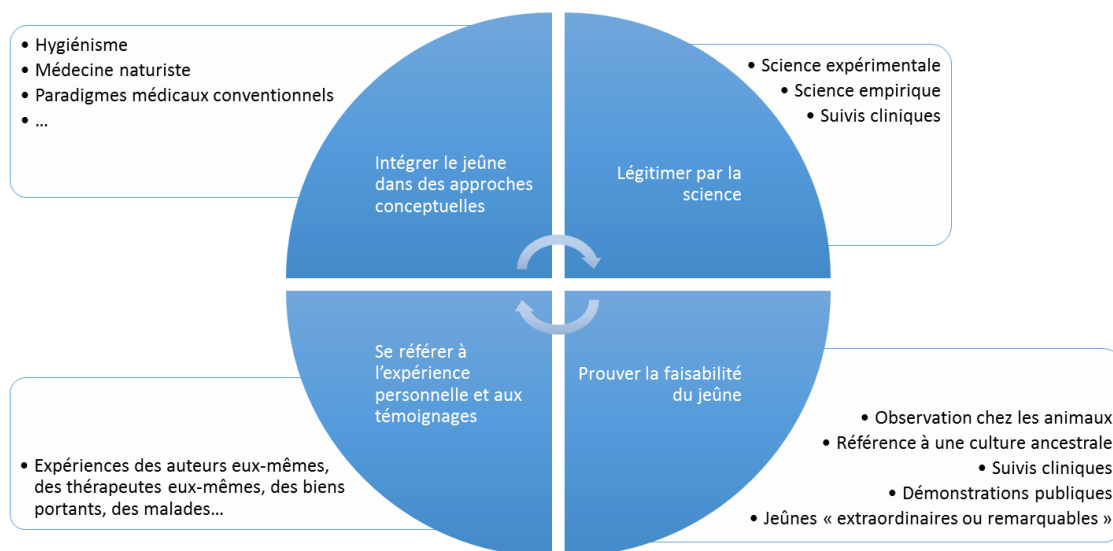 • Hygiénisme
• Médecine naturiste
• Paradigmes médicaux conventionnels
• ...
Intégrer le jeûne
dans des approches
conceptuelles
• Science expérimentale
• Science empirique
• Suivis cliniques
Légitimer par la
science
Se référer à
l'expérience
personnelle et aux
témoignages
• Expériences des auteurs eux-mêmes,
des thérapeutes eux-mêmes, des biens
portants, des malades...
Prouver la faisabilité
du jeûne
• Observation chez les animaux
• Référence à une culture ancestrale
• Suivis cliniques
• Démonstrations publiques
• Jeûnes « extraordinaires ou remarquables »